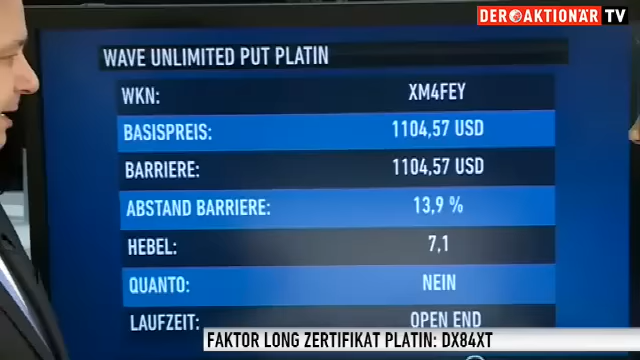 DER AKTIONÄR TV
WAVE UNLIMITED PUT PLATIN
WKN: XM4FEY
BASISPREIS: 1104,57 USD
BARRIERE: 1104,57 USD
ABSTAND BARRIERE: 13,9 %
HEBEL: 7,1
QUANTO: NEIN
LAUFZEIT: OPEN END
FAKTOR LONG ZERTIFIKAT PLATIN: DX84XT